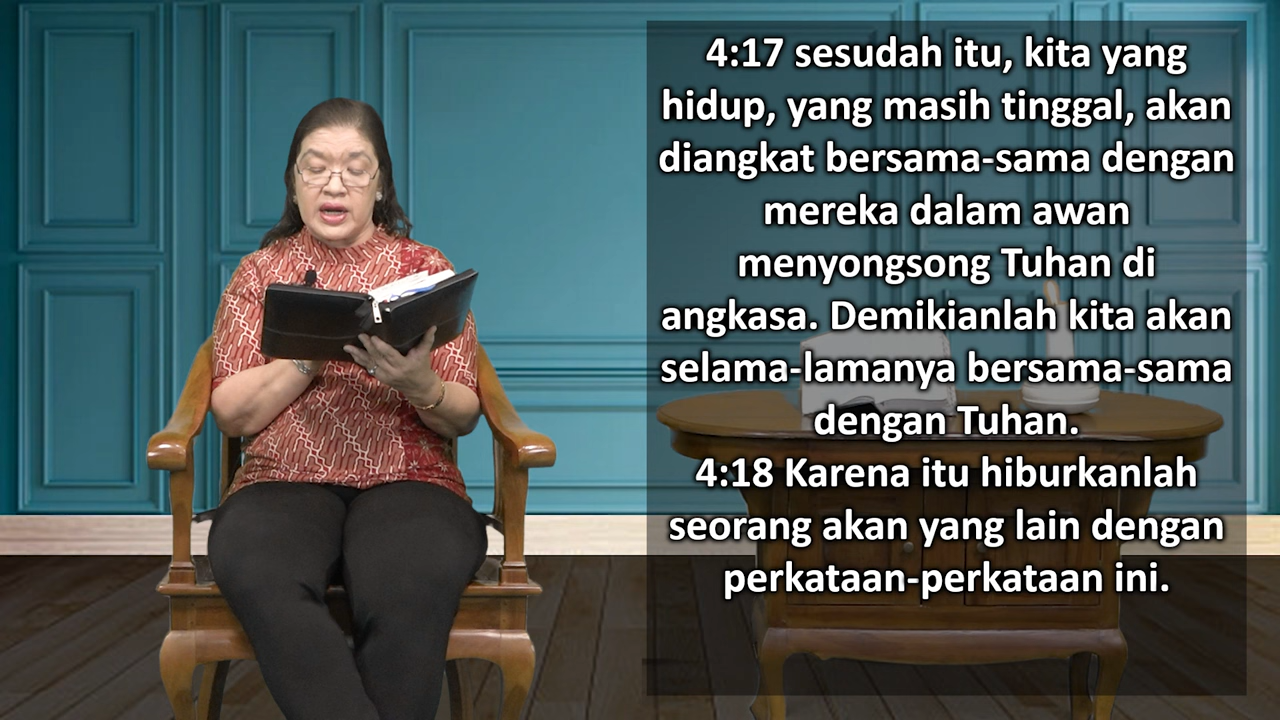 4:17 sesudah itu, kita yang
hidup, yang masih tinggal, akan
diangkat bersama-sama dengan
mereka dalam awan
menyongsong Tuhan di
angkasa. Demikianlah kita akan
selama-lamanya bersama-sama
dengan Tuhan.
4:18 Karena itu hiburkanlah
seorang akan yang lain dengan
perkataan-perkataan ini.